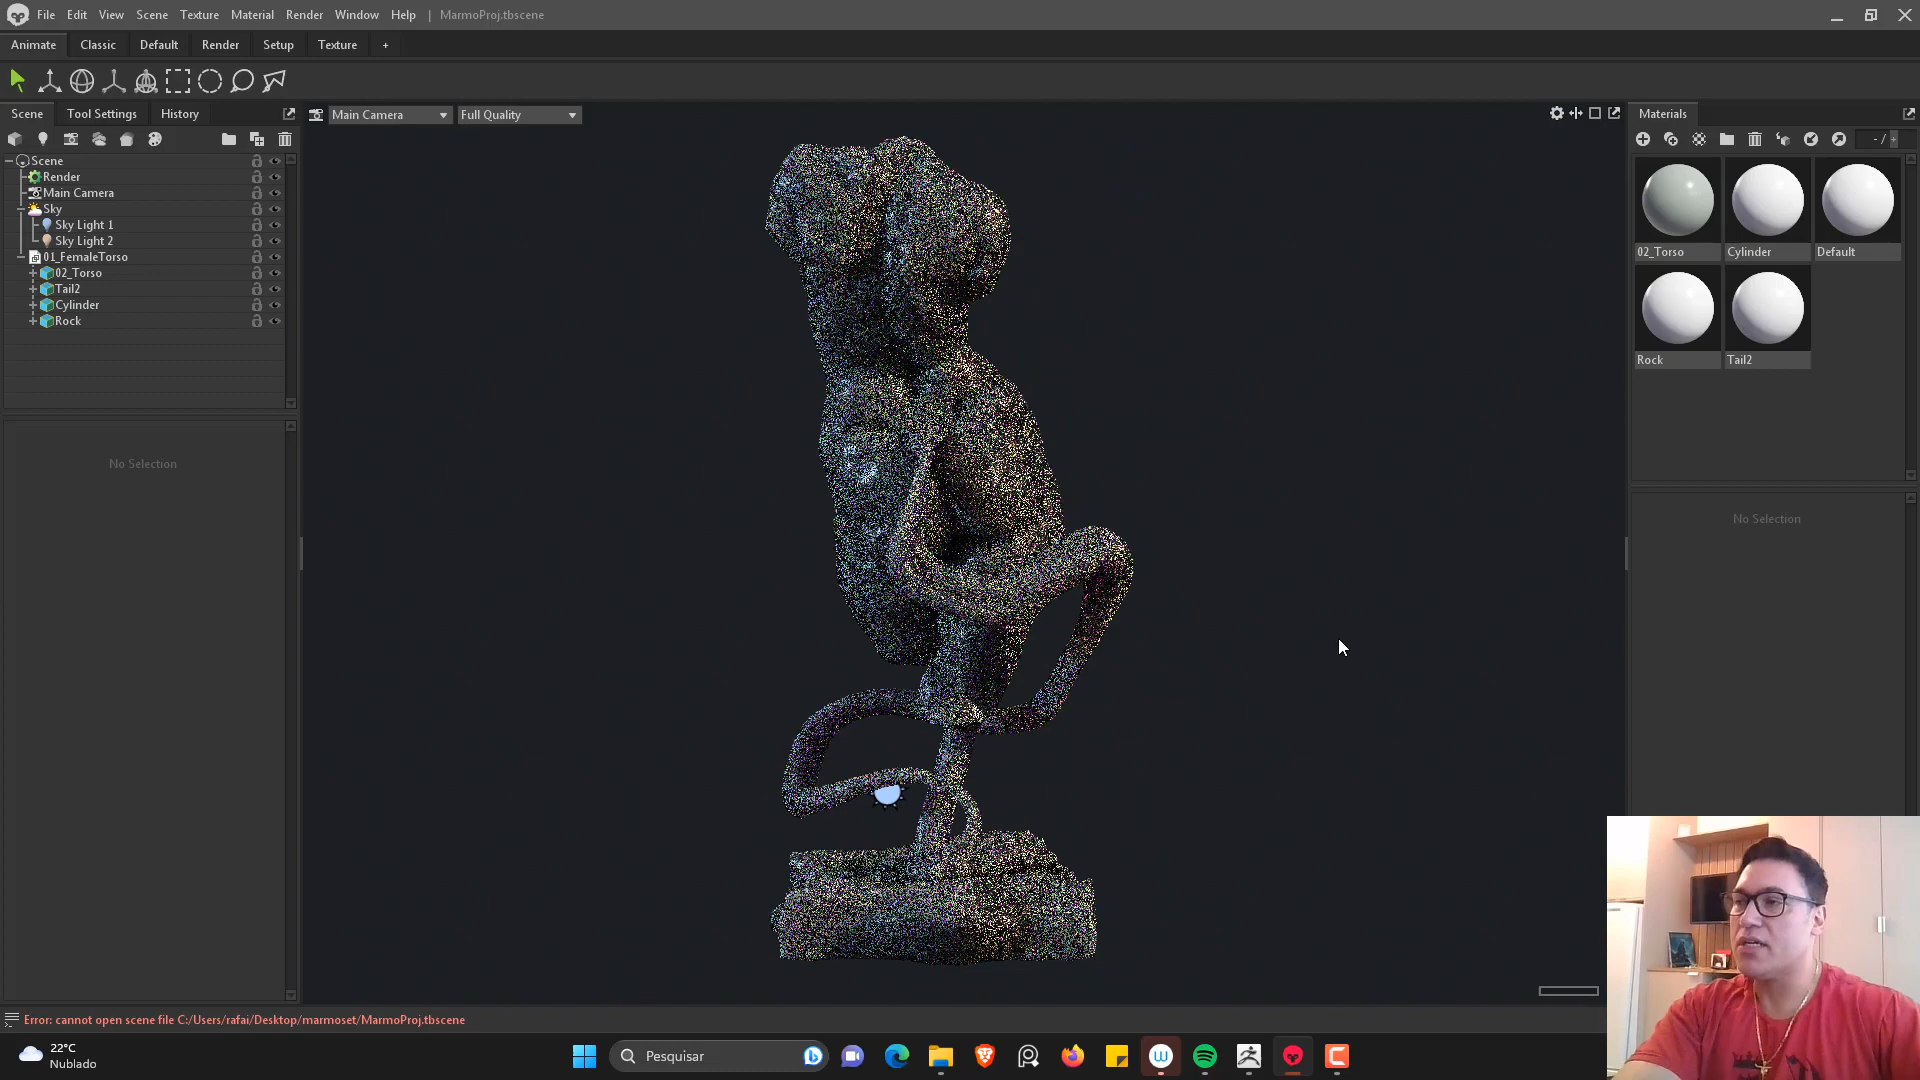 File Edit View Scene Texture Material Render Window Help | MarmoProj.tbscene
Animate Classic Default Render Setup Texture +
Scene Tool Settings History
Main Camera Full Quality
Materials
- /
Scene
Render
Main Camera
Sky
Sky Light 1
Sky Light 2
01_FemaleTorso
02_Torso
Tail2
Cylinder
Rock
02_Torso Cylinder Default
Rock Tail2
No Selection
No Selection
Error: cannot open scene file C:/Users/rafai/Desktop/marmoset/MarmoProj.tbscene
22°C
Nublado
Pesquisar